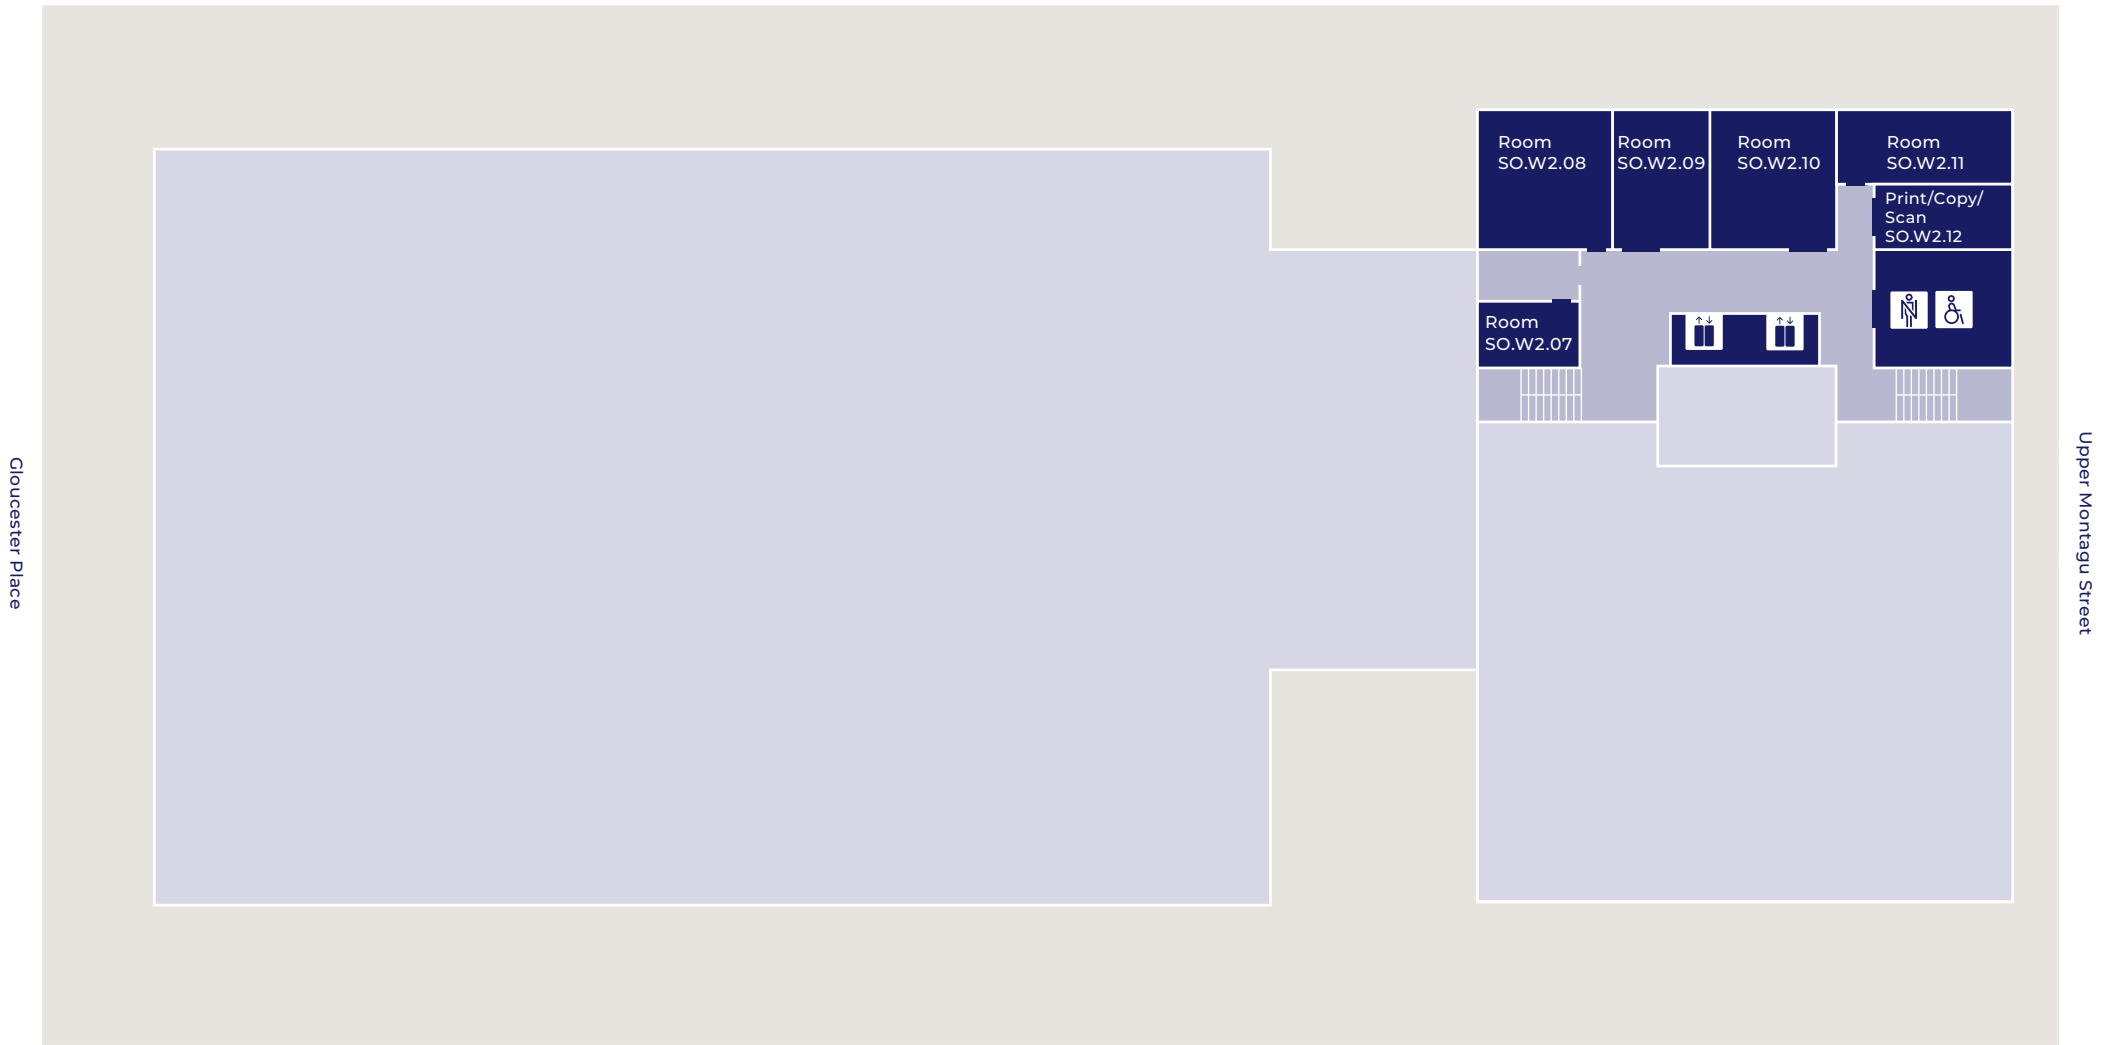 Room
SO.W2.08
Room
SO.W2.09
Room
SO.W2.10
Room
SO.W2.11
Print/Copy/
Scan
SO.W2.12
Room
SO.W2.07
Gloucester Place
Upper Montagu Street